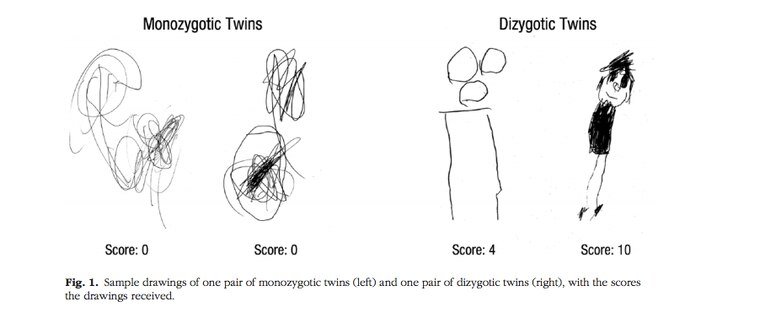 Monozygotic Twins
Dizygotic Twins
Score: 0
Score: 0
Score: 4
Score: 10
Fig. 1. Sample drawings of one pair of monozygotic twins (left) and one pair of dizygotic twins (right), with the scores
the drawings received.